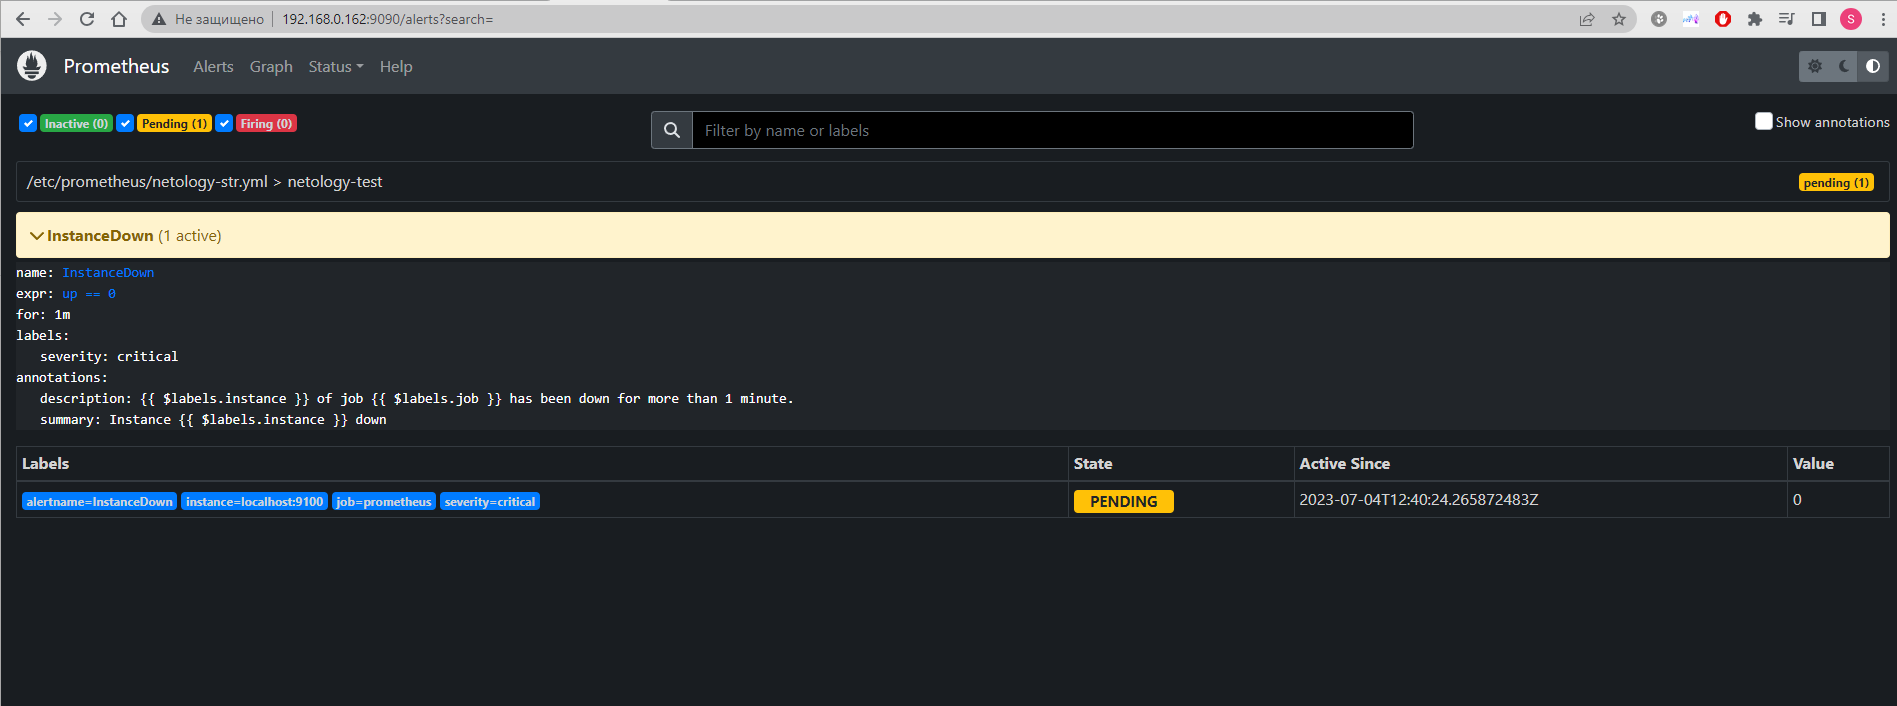 Не защищено 192.168.0.162:9090/alerts?search=
S
Prometheus Alerts Graph Status Help
Inactive (0) Pending (1) Firing (0) Filter by name or labels Show annotations
/etc/prometheus/netology-str.yml > netology-test pending (1)
InstanceDown (1 active)
name: InstanceDown
expr: up == 0
for: 1m
labels:
severity: critical
annotations:
description: {{ $labels.instance }} of job {{ $labels.job }} has been down for more than 1 minute.
summary: Instance {{ $labels.instance }} down
Labels State Active Since Value
alertname=InstanceDown instance=localhost:9100 job=prometheus severity=critical PENDING 2023-07-04T12:40:24.265872483Z 0